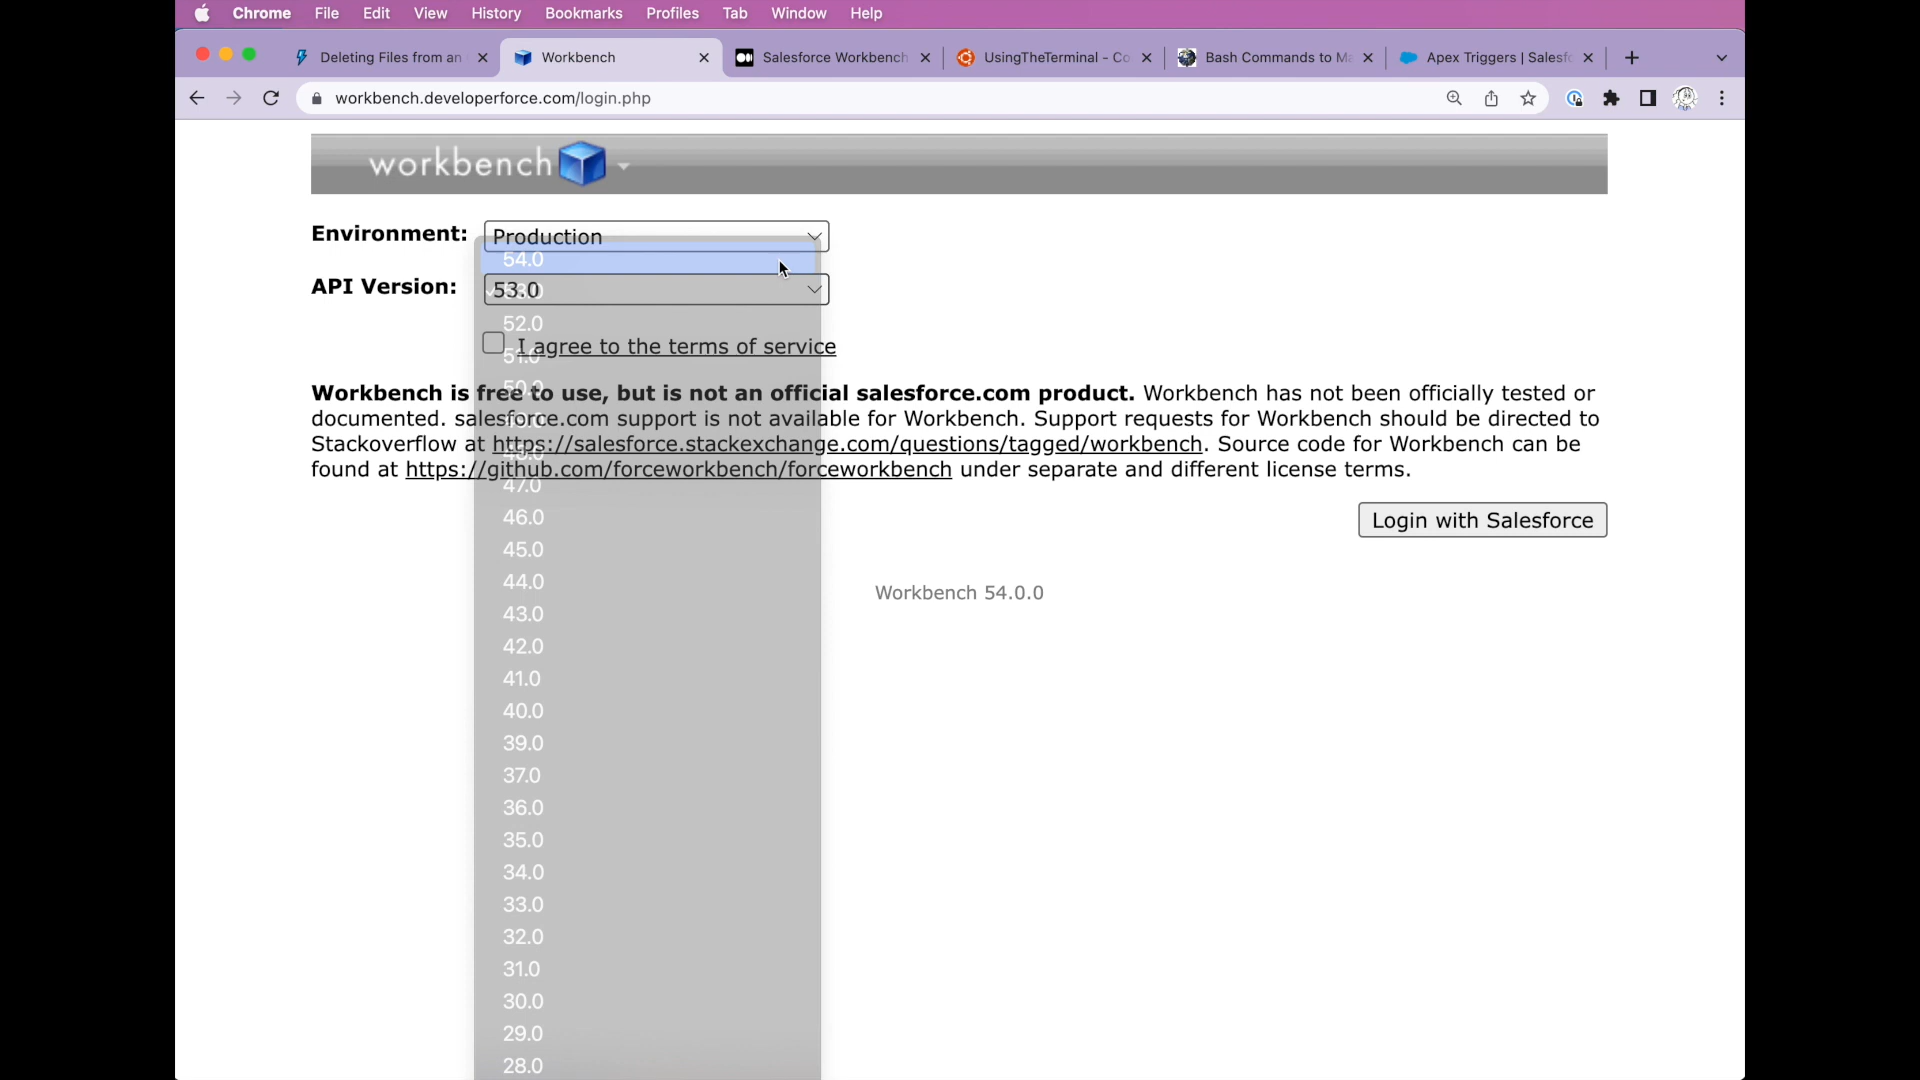 Chrome File Edit View History Bookmarks Profiles Tab Window Help
Deleting Files from an Workbench Salesforce Workbench UsingTheTerminal - Co Bash Commands to Ma Apex Triggers | Salesfo
workbench.developerforce.com/login.php
workbench
Environment: Production
54.0
API Version: 53.0
52.0
I agree to the terms of service
51.0
50.0
Workbench is free to use, but is not an official salesforce.com product. Workbench has not been officially tested or
documented. salesforce.com support is not available for Workbench. Support requests for Workbench should be directed to
Stackoverflow at https://salesforce.stackexchange.com/questions/tagged/workbench. Source code for Workbench can be
found at https://github.com/forceworkbench/forceworkbench under separate and different license terms.
47.0
46.0
Login with Salesforce
45.0
44.0
Workbench 54.0.0
43.0
42.0
41.0
40.0
39.0
37.0
36.0
35.0
34.0
33.0
32.0
31.0
30.0
29.0
28.0